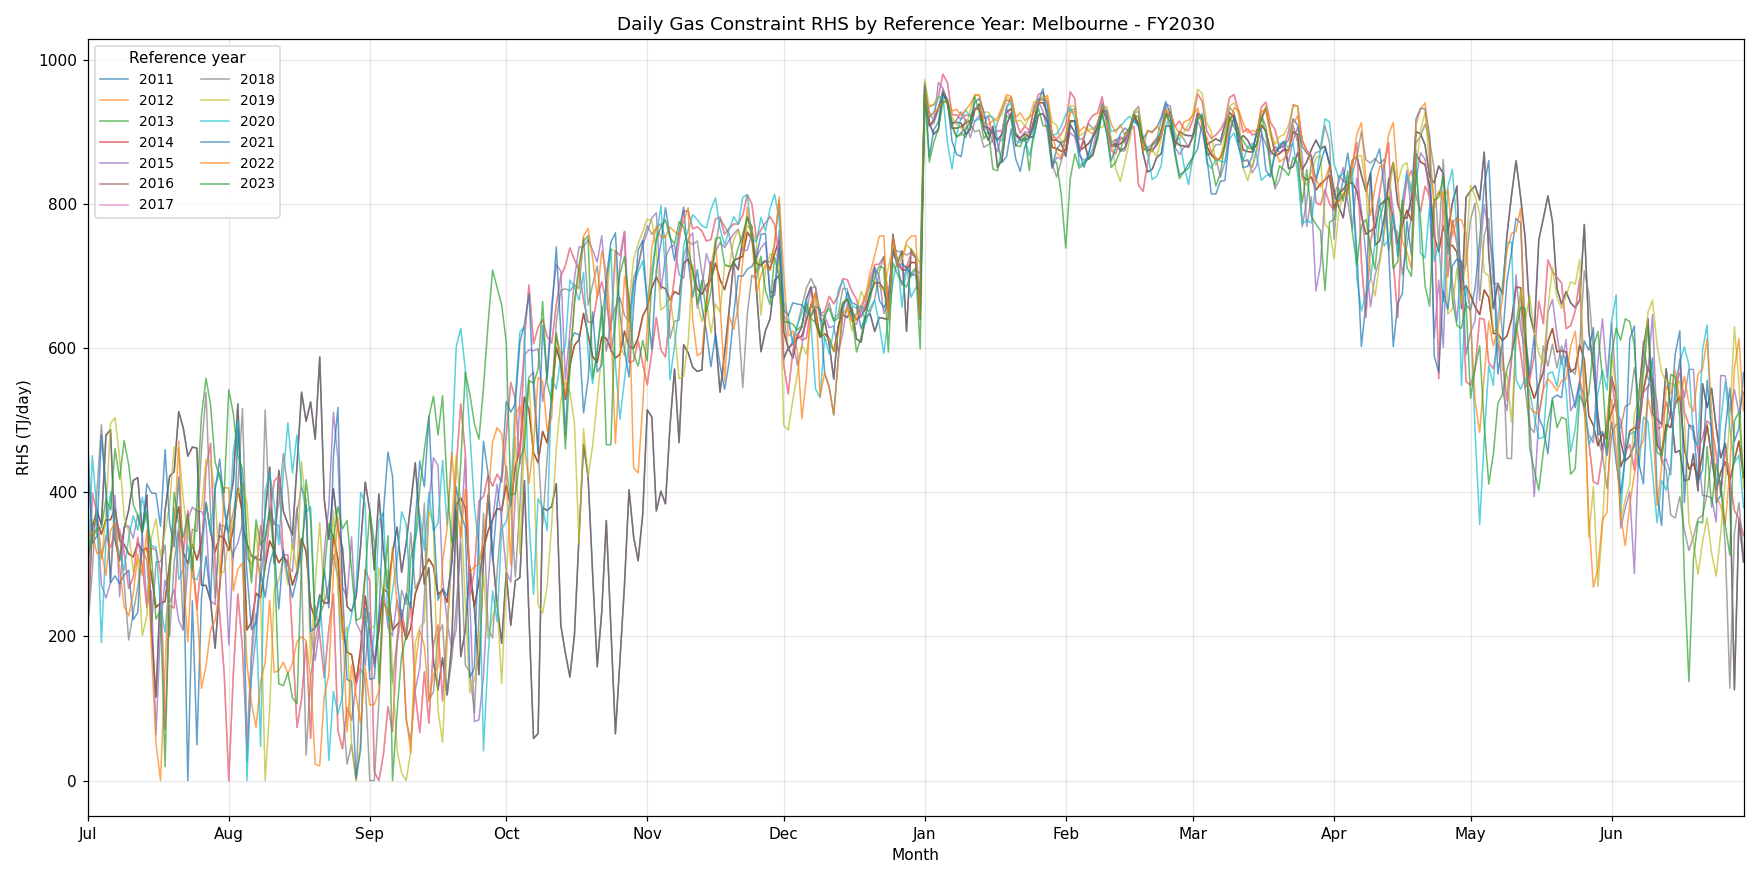 Daily Gas Constraint RHS by Reference Year: Melbourne - FY2030
Reference year
2011 2018
2012 2019
2013 2020
2014 2021
2015 2022
2016 2023
2017
1000
800
600
400
200
0
RHS (TJ/day)
Jul Aug Sep Oct Nov Dec Jan Feb Mar Apr May Jun
Month